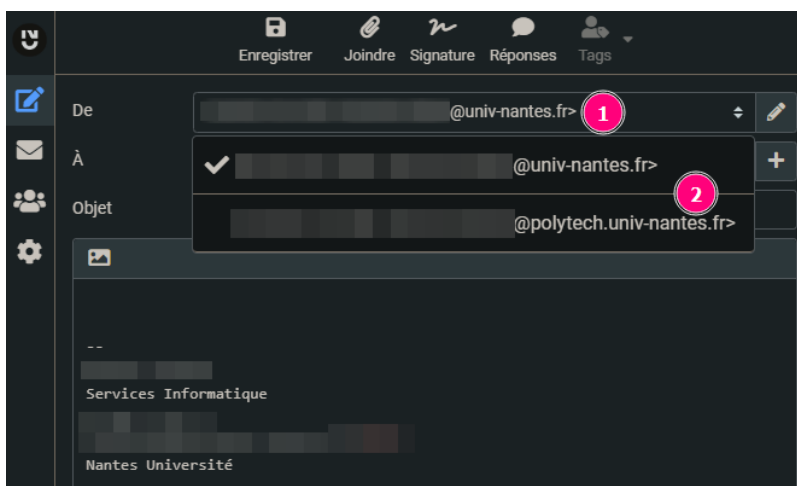 Enregistrer Joindre Signature Réponses Tags
De @univ-nantes.fr> 1
À @univ-nantes.fr>
2
Objet @polytech.univ-nantes.fr>
--
Services Informatique
Nantes Université